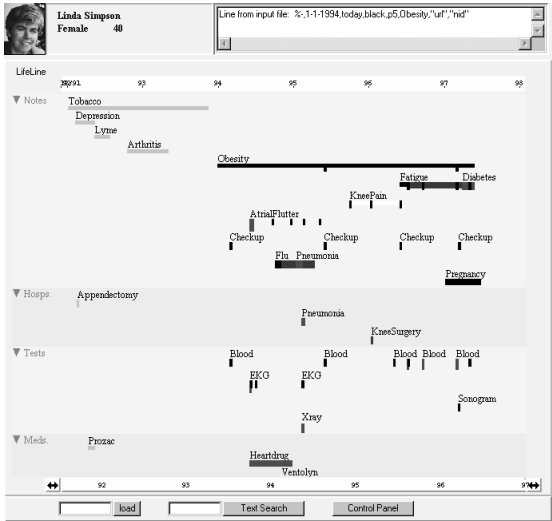 Linda Simpson
Female 40
Line from input file: %-,1-1-1994,today,black,p5,Obesity,"url","nid"
LifeLine
93 94 95 96 97 98
Notes
Tobacco
Depression
Lyme
Arthritis
Obesity
Fatigue Diabetes
KneePain
AtrialFlutter
Checkup Checkup Checkup Checkup
Flu Pneumonia
Pregnancy
Hosps.
Appendectomy
Pneumonia
KneeSurgery
Tests
Blood Blood Blood Blood Blood
EKG EKG
Sonogram
Xray
Meds.
Prozac
Heartdrug
Ventolyn
92 93 94 95 96 97
load Text Search Control Panel